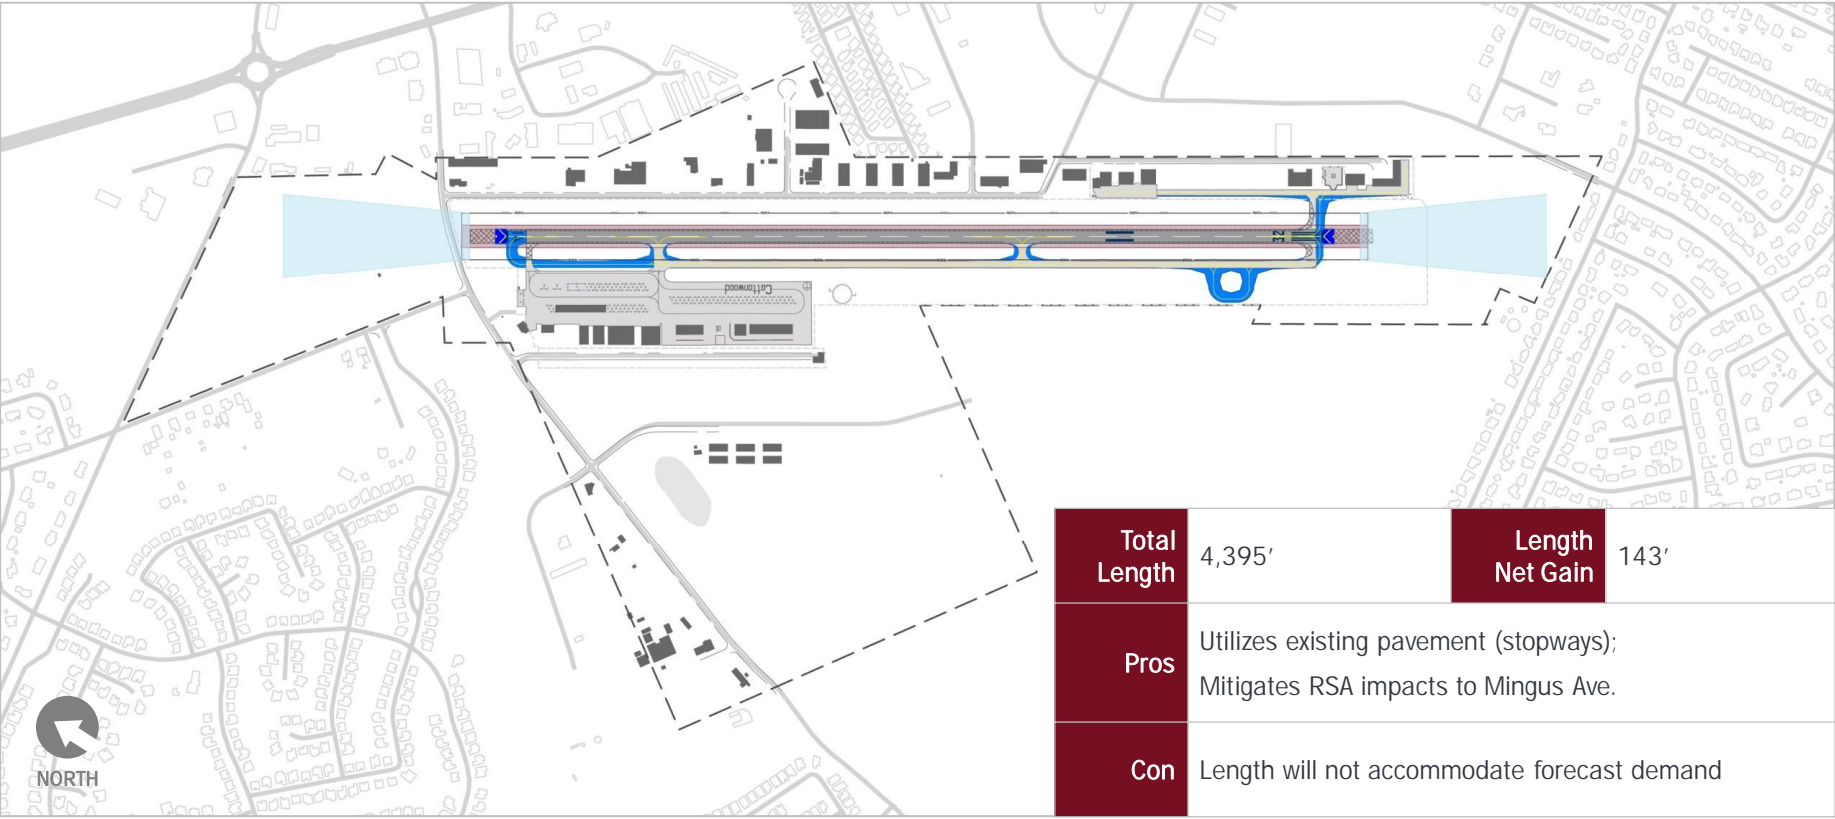 Cottonwood
32
NORTH
Total
Length
4,395′
Length
Net Gain
143′
Pros
Utilizes existing pavement (stopways);
Mitigates RSA impacts to Mingus Ave.
Con
Length will not accommodate forecast demand